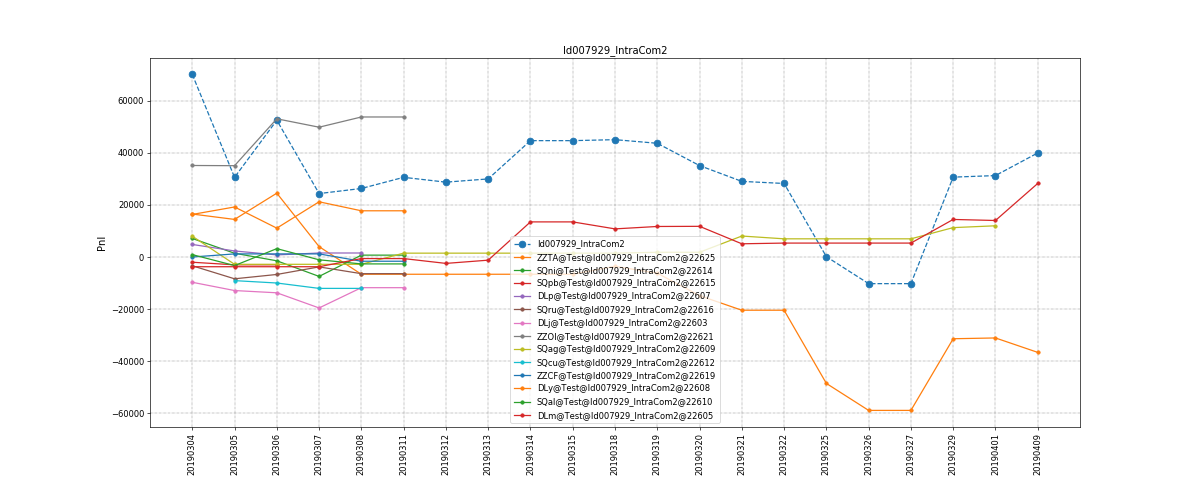 Id007929_IntraCom2
PnI
60000
40000
20000
0
−20000
−40000
−60000
Id007929_IntraCom2
ZZTA@Test@Id007929_IntraCom2@22625
SQni@Test@Id007929_IntraCom2@22614
SQpb@Test@Id007929_IntraCom2@22615
DLp@Test@Id007929_IntraCom2@22607
SQru@Test@Id007929_IntraCom2@22616
DLj@Test@Id007929_IntraCom2@22603
ZZOI@Test@Id007929_IntraCom2@22621
SQag@Test@Id007929_IntraCom2@22609
SQcu@Test@Id007929_IntraCom2@22612
ZZCF@Test@Id007929_IntraCom2@22619
DLy@Test@Id007929_IntraCom2@22608
SQal@Test@Id007929_IntraCom2@22610
DLm@Test@Id007929_IntraCom2@22605
20190304
20190305
20190306
20190307
20190308
20190311
20190312
20190313
20190314
20190315
20190318
20190319
20190320
20190321
20190322
20190325
20190326
20190327
20190329
20190401
20190409